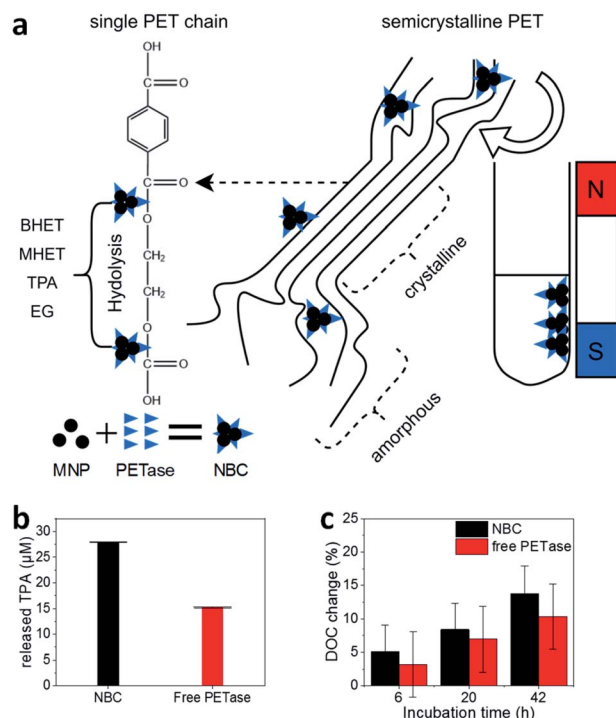 a
single PET chain
semicrystalline PET
OH
C
O
C
O
O
CH2
CH2
O
C
O
OH
BHET
MHET
TPA
EG
Hydolysis
crystalline
amorphous
N
S
MNP
+
PETase
=
NBC
b
released TPA (μM)
30
25
20
15
10
5
0
NBC
Free PETase
c
DOC change (%)
25
20
15
10
5
0
NBC
free PETase
6
20
42
Incubation time (h)